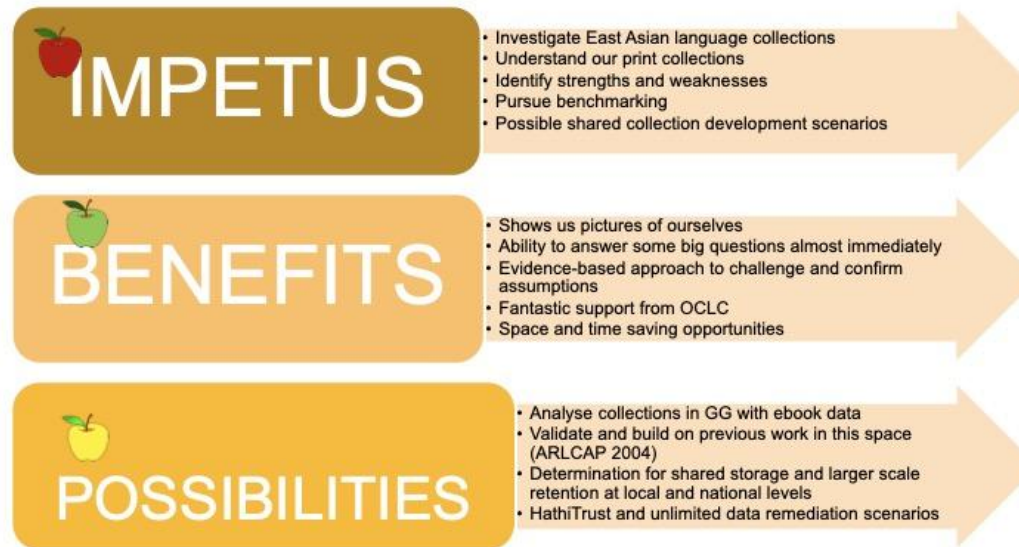 IMPETUS
• Investigate East Asian language collections
• Understand our print collections
• Identify strengths and weaknesses
• Pursue benchmarking
• Possible shared collection development scenarios
BENEFITS
• Shows us pictures of ourselves
• Ability to answer some big questions almost immediately
• Evidence-based approach to challenge and confirm
assumptions
• Fantastic support from OCLC
• Space and time saving opportunities
POSSIBILITIES
• Analyse collections in GG with ebook data
• Validate and build on previous work in this space
(ARLCAP 2004)
• Determination for shared storage and larger scale
retention at local and national levels
• HathiTrust and unlimited data remediation scenarios